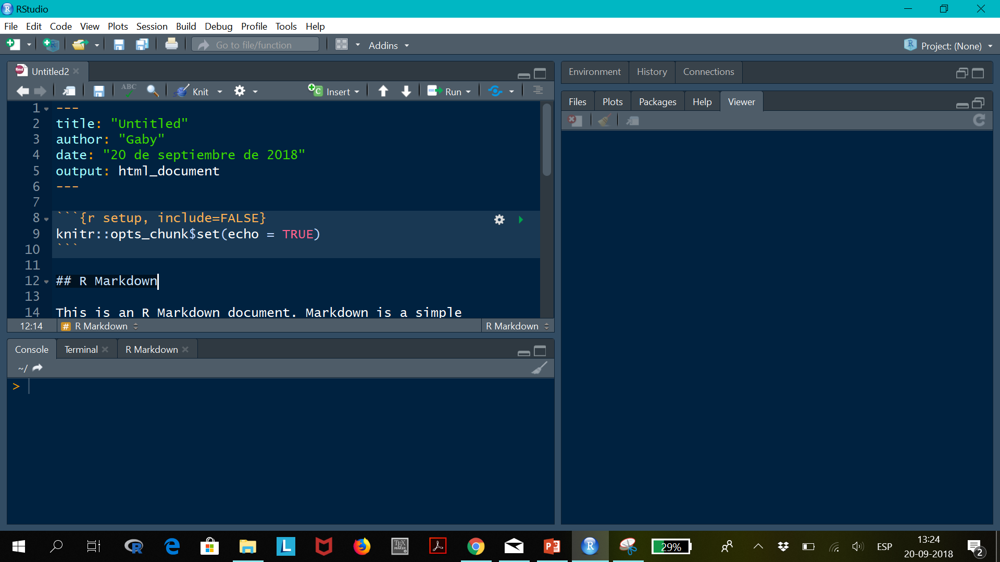 RStudio
File Edit Code View Plots Session Build Debug Profile Tools Help
Go to file/function Addins Project: (None)
Untitled2
ABC Knit Insert Run
1 ---
2 title: "Untitled"
3 author: "Gaby"
4 date: "20 de septiembre de 2018"
5 output: html_document
6 ---
7
8 ```{r setup, include=FALSE}
9 knitr::opts_chunk$set(echo = TRUE)
10 ```
11
12 ## R Markdown
13
14 This is an R Markdown document. Markdown is a simple
12:14 # R Markdown R Markdown
Console Terminal R Markdown
~/
>
Environment History Connections
Files Plots Packages Help Viewer
29% ESP
13:24
20-09-2018
2